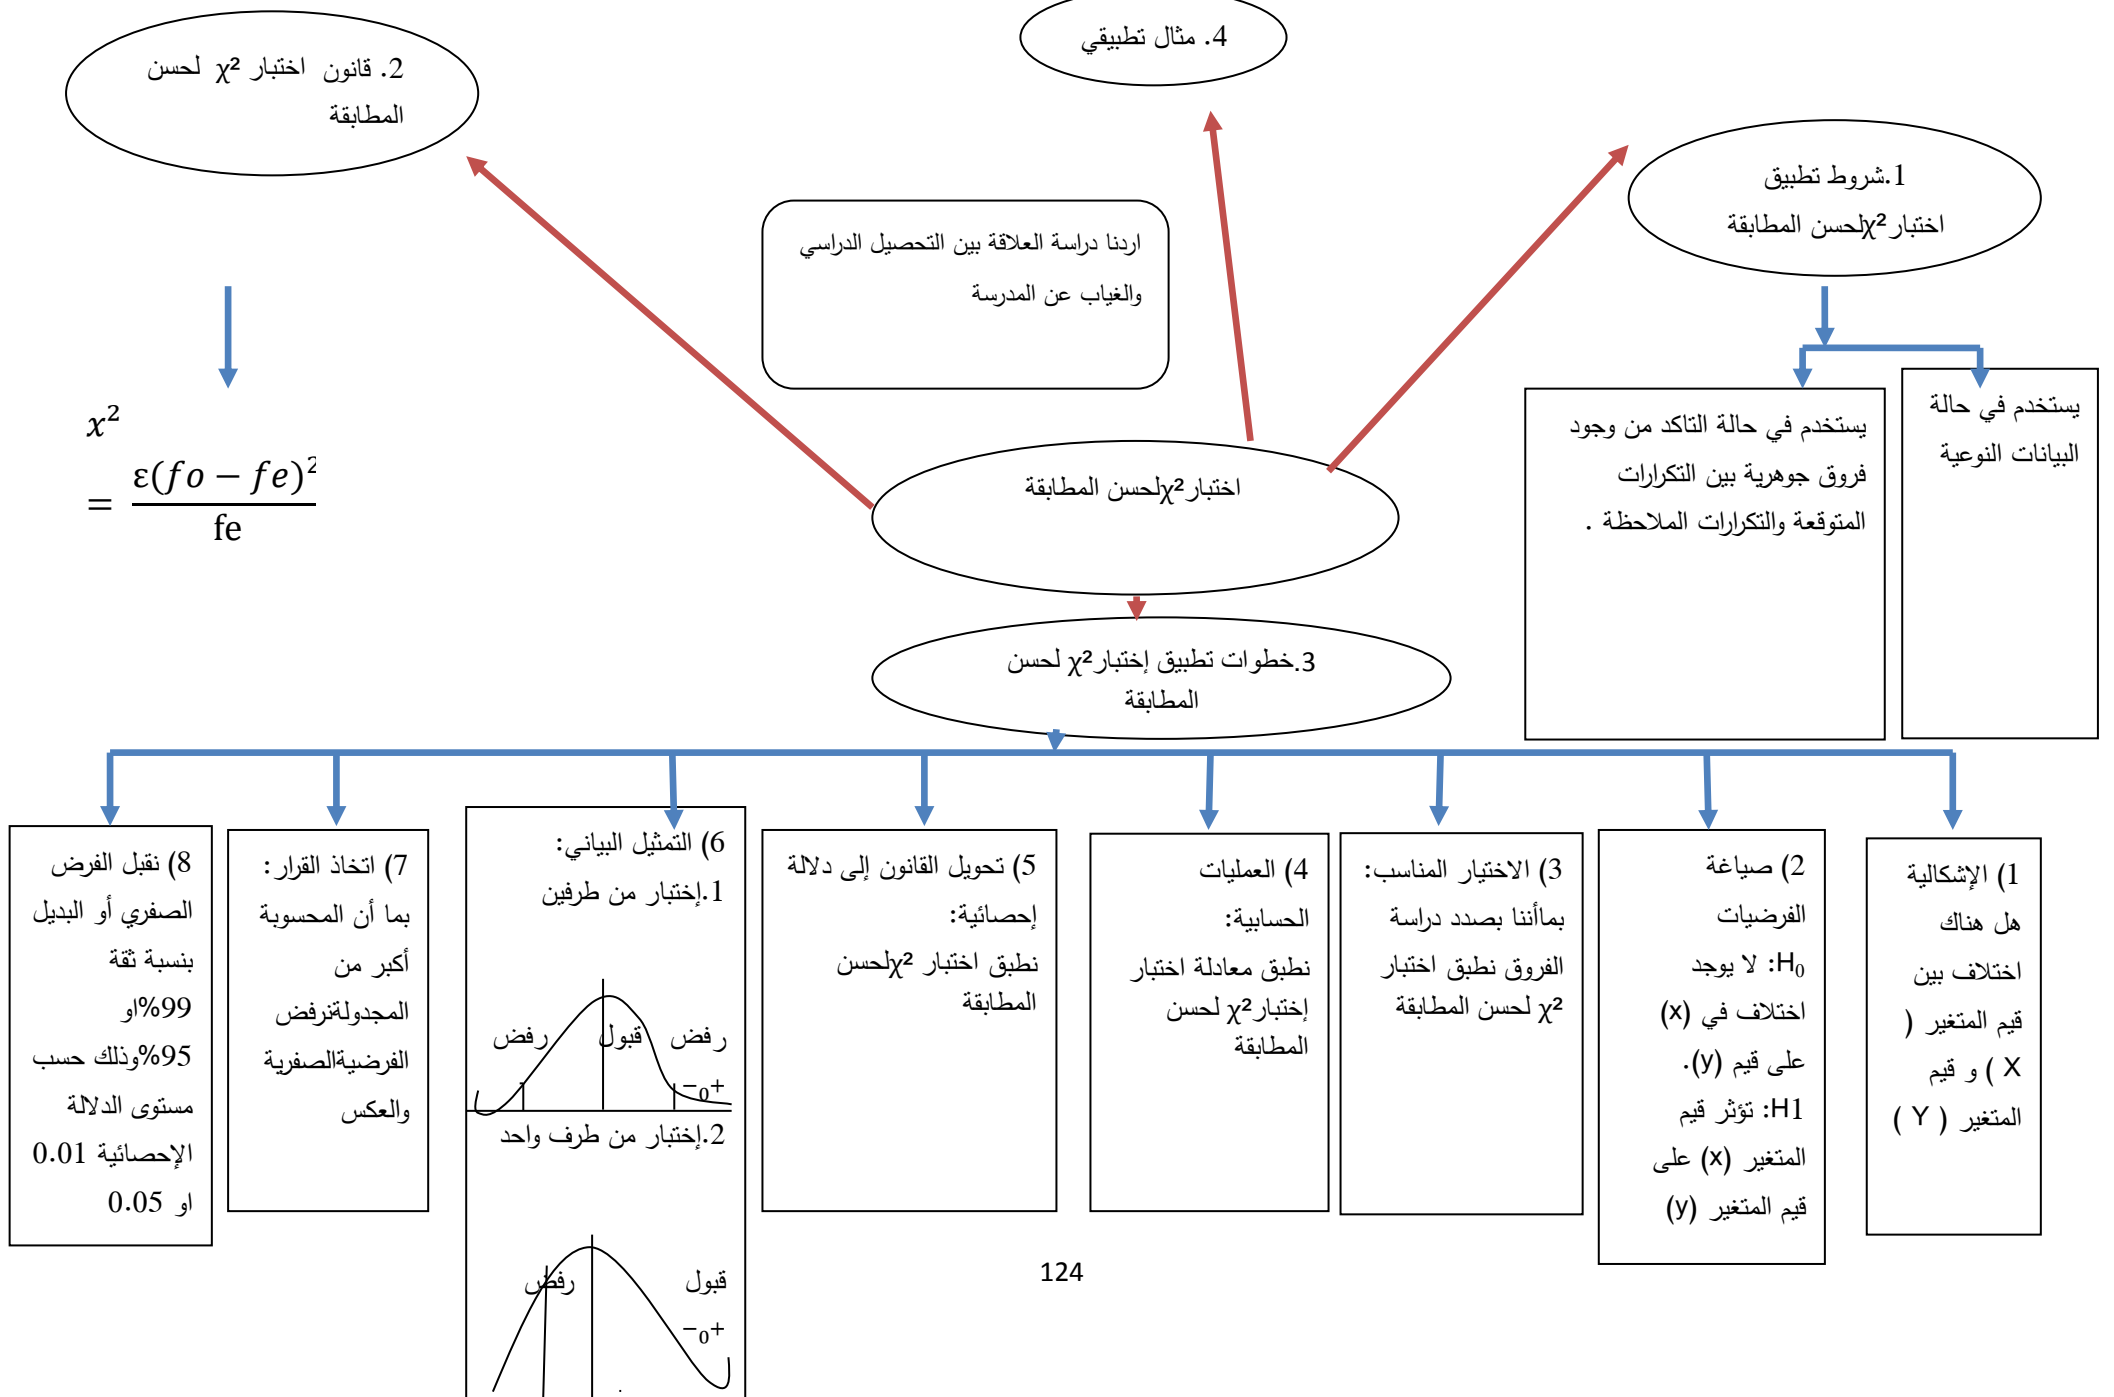 4. مثال تطبيقي
2. قانون اختبار χ² لحسن
المطابقة
1.شروط تطبيق
اختبار χ²لحسن المطابقة
اردنا دراسة العلاقة بين التحصيل الدراسي
والغياب عن المدرسة
يستخدم في حالة
البيانات النوعية
يستخدم في حالة التاكد من وجود
فروق جوهرية بين التكرارات
المتوقعة والتكرارات الملاحظة .
x²
= ε(fo − fe)²
fe
اختبار χ²لحسن المطابقة
3.خطوات تطبيق إختبار χ² لحسن
المطابقة
1) الإشكالية
هل هناك
اختلاف بين
قيم المتغير (
X ) و قيم
المتغير ( Y )
2) صياغة
الفرضيات
H₀: لا يوجد
اختلاف في (x)
على قيم (y).
H1: تؤثر قيم
المتغير (x) على
قيم المتغير (y)
3) الاختيار المناسب:
بماأننا بصدد دراسة
الفروق نطبق اختبار
χ² لحسن المطابقة
4) العمليات
الحسابية:
نطبق معادلة اختبار
إختبار χ² لحسن
المطابقة
5) تحويل القانون إلى دلالة
إحصائية:
نطبق اختبار χ²لحسن
المطابقة
6) التمثيل البياني:
1.إختبار من طرفين
رفض قبول رفض
−₀+
2.إختبار من طرف واحد
قبول رفض
−₀+
7) اتخاذ القرار:
بما أن المحسوبة
أكبر من
المجدولةنرفض
الفرضيةالصفرية
والعكس
8) نقبل الفرض
الصفري أو البديل
بنسبة ثقة
99%او
95%وذلك حسب
مستوى الدلالة
الإحصائية 0.01
او 0.05
124